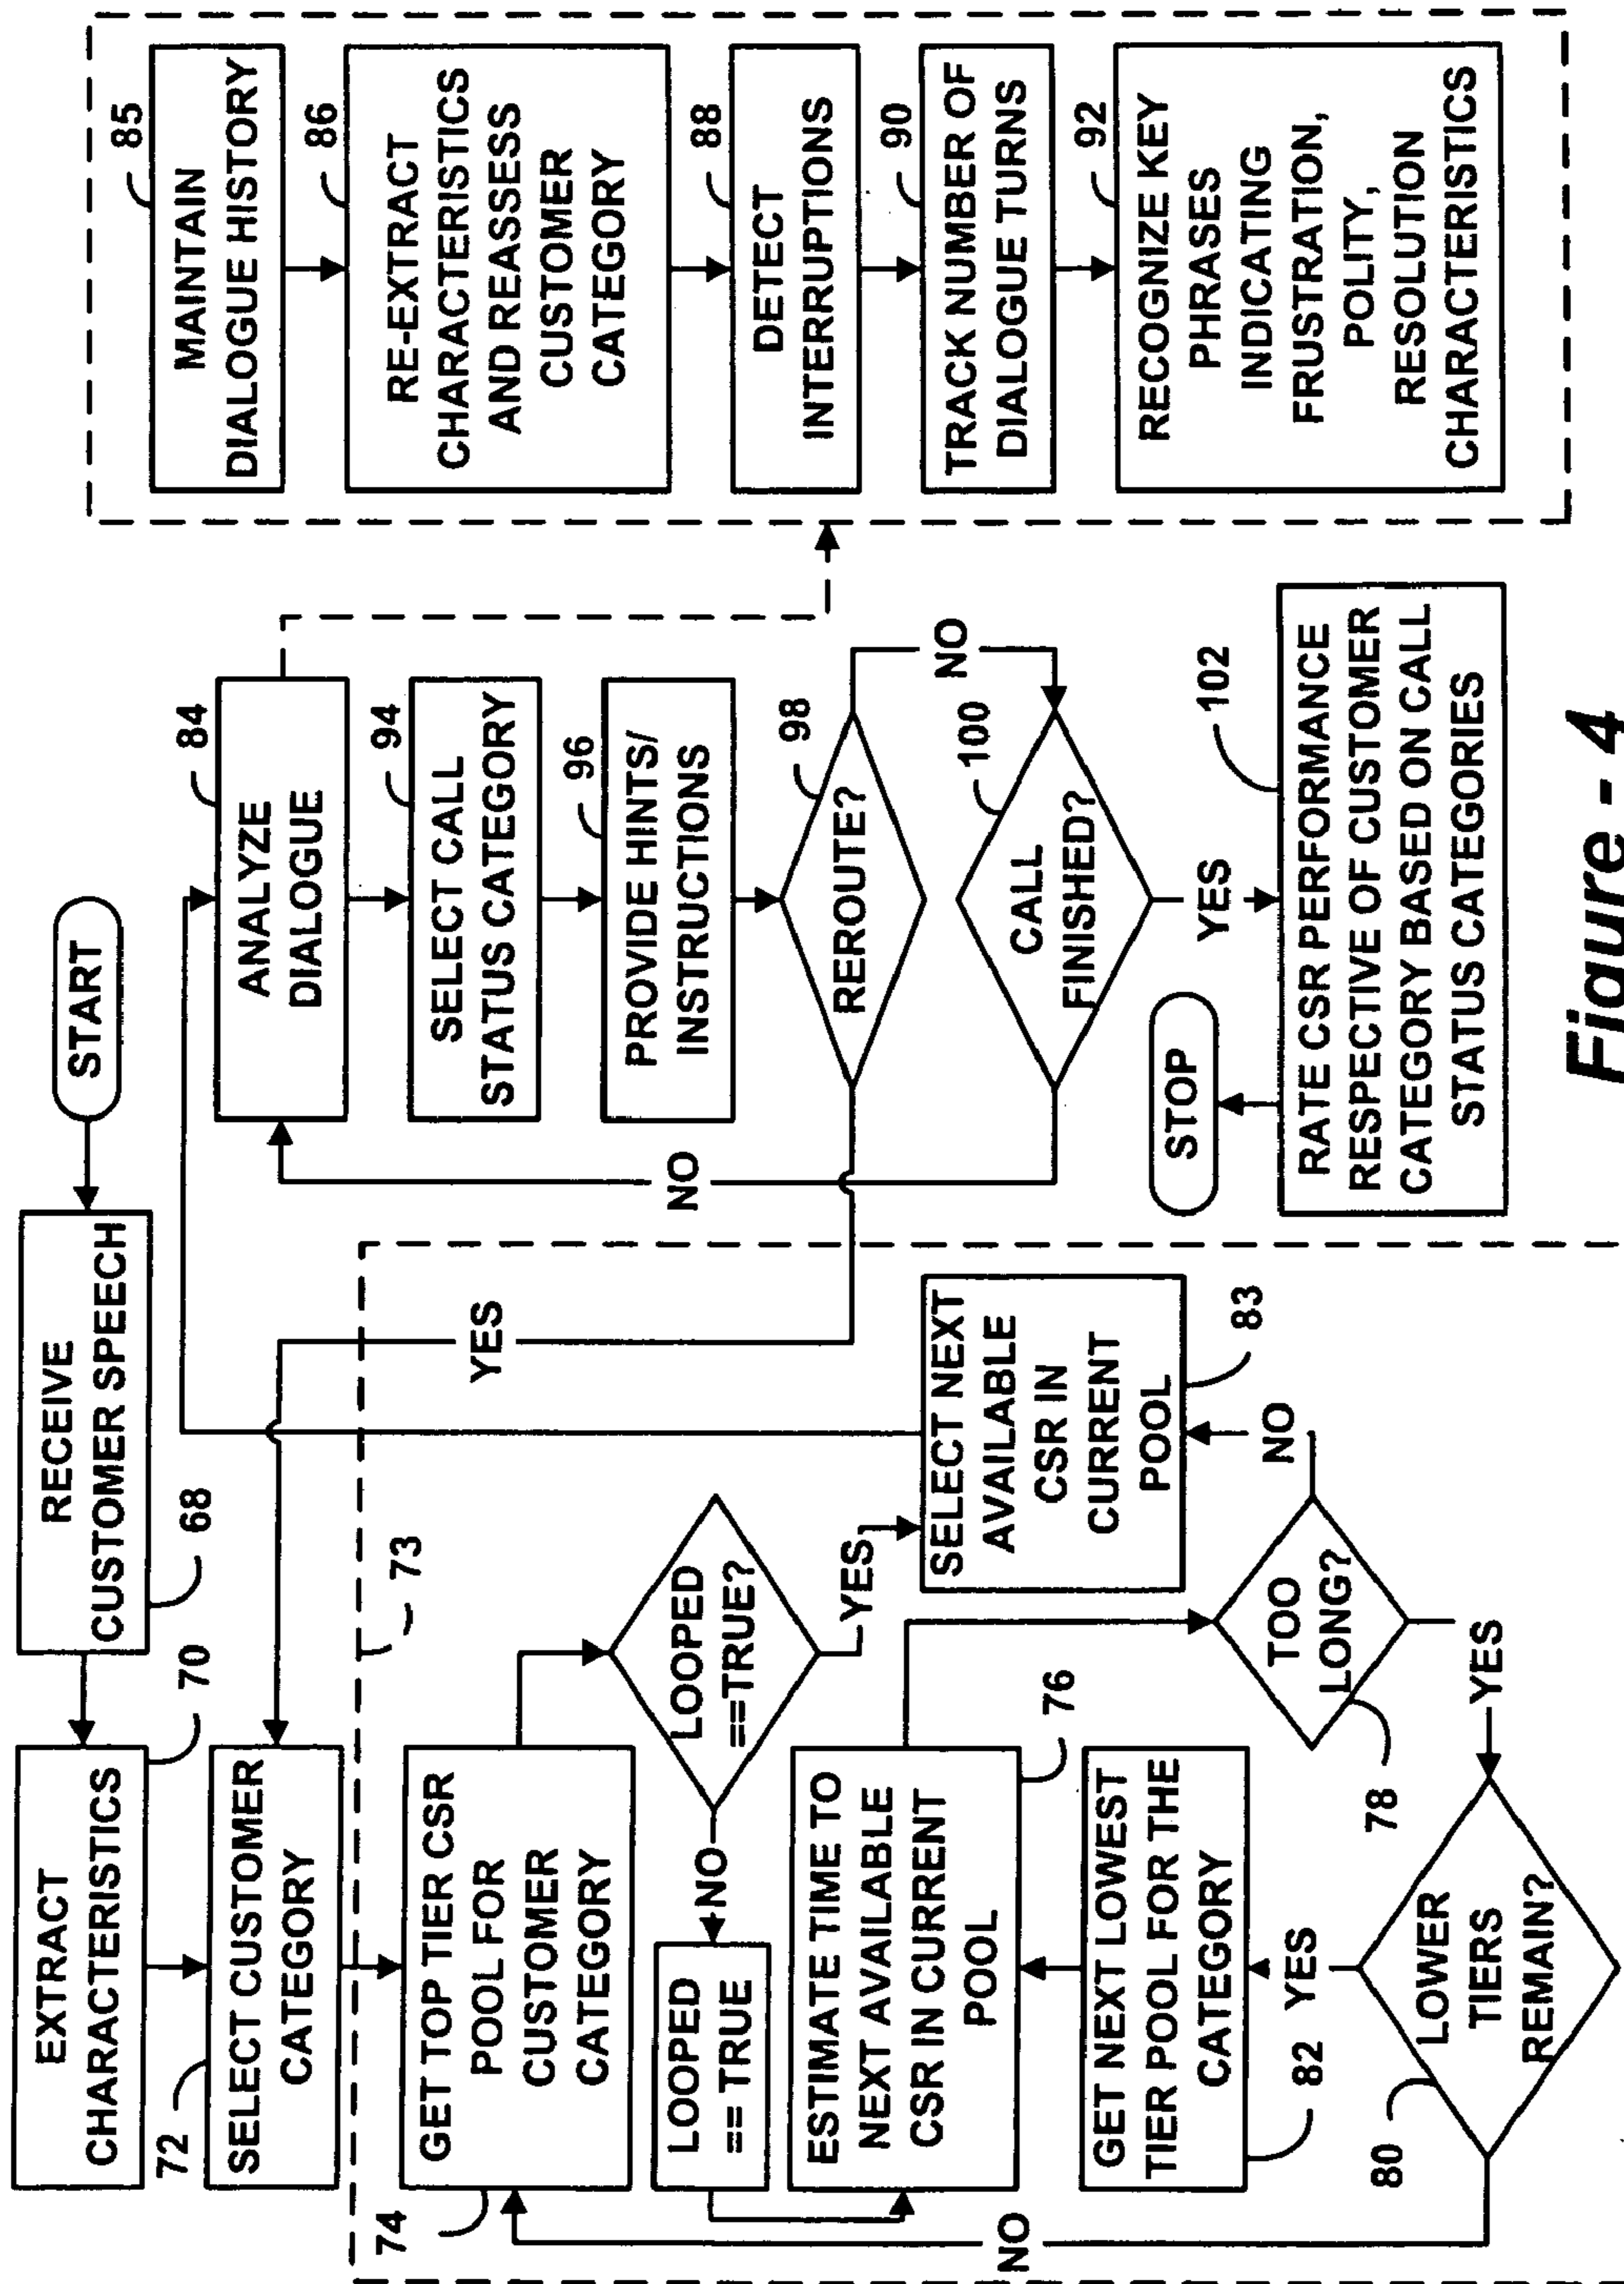 START
RECEIVE
CUSTOMER SPEECH
68
EXTRACT
CHARACTERISTICS
70
SELECT CUSTOMER
CATEGORY
72
73
GET TOP TIER CSR
POOL FOR
CUSTOMER
CATEGORY
74
LOOPED
==TRUE?
NO
YES
LOOPED
== TRUE
ESTIMATE TIME TO
NEXT AVAILABLE
CSR IN CURRENT
POOL
76
TOO
LONG?
78
NO
YES
SELECT NEXT
AVAILABLE
CSR IN
CURRENT
POOL
83
LOWER
TIERS
REMAIN?
80
YES
NO
GET NEXT LOWEST
TIER POOL FOR THE
CATEGORY
82
ANALYZE
DIALOGUE
84
SELECT CALL
STATUS CATEGORY
94
PROVIDE HINTS/
INSTRUCTIONS
96
REROUTE?
98
YES
NO
CALL
FINISHED?
100
NO
YES
RATE CSR PERFORMANCE
RESPECTIVE OF CUSTOMER
CATEGORY BASED ON CALL
STATUS CATEGORIES
102
STOP
MAINTAIN
DIALOGUE HISTORY
85
RE-EXTRACT
CHARACTERISTICS
AND REASSESS
CUSTOMER
CATEGORY
86
DETECT
INTERRUPTIONS
88
TRACK NUMBER OF
DIALOGUE TURNS
90
RECOGNIZE KEY
PHRASES
INDICATING
FRUSTRATION,
POLITY,
RESOLUTION
CHARACTERISTICS
92
Figure - 4